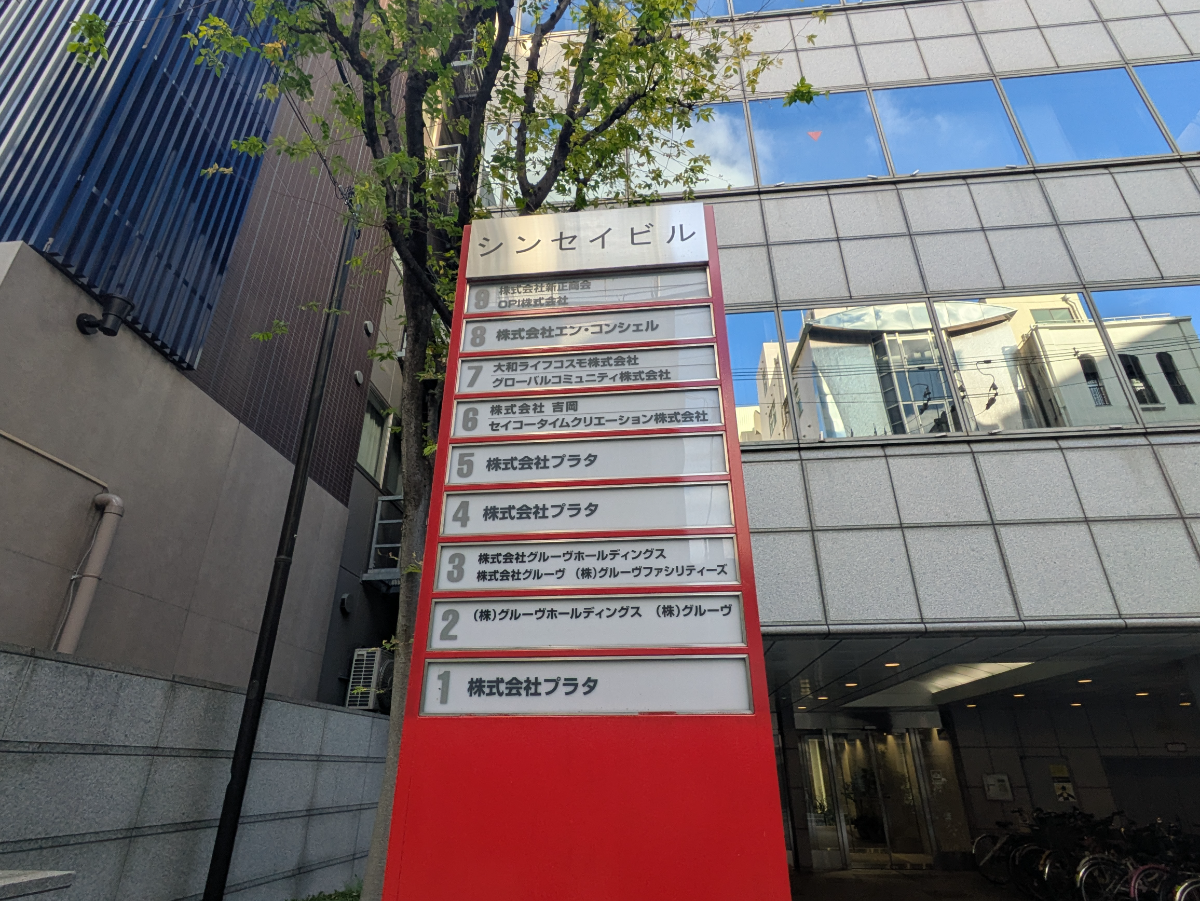 シンセイビル
9 株式会社新正商会
OPI株式会社
8 株式会社エン・コンシェル
7 大和ライフコスモ株式会社
グローバルコミュニティ株式会社
6 株式会社 吉岡
セイコータイムクリエーション株式会社
5 株式会社プラタ
4 株式会社プラタ
3 株式会社グルーヴホールディングス
株式会社グルーヴ (株)グルーヴファシリティーズ
2 (株)グルーヴホールディングス (株)グルーヴ
1 株式会社プラタ